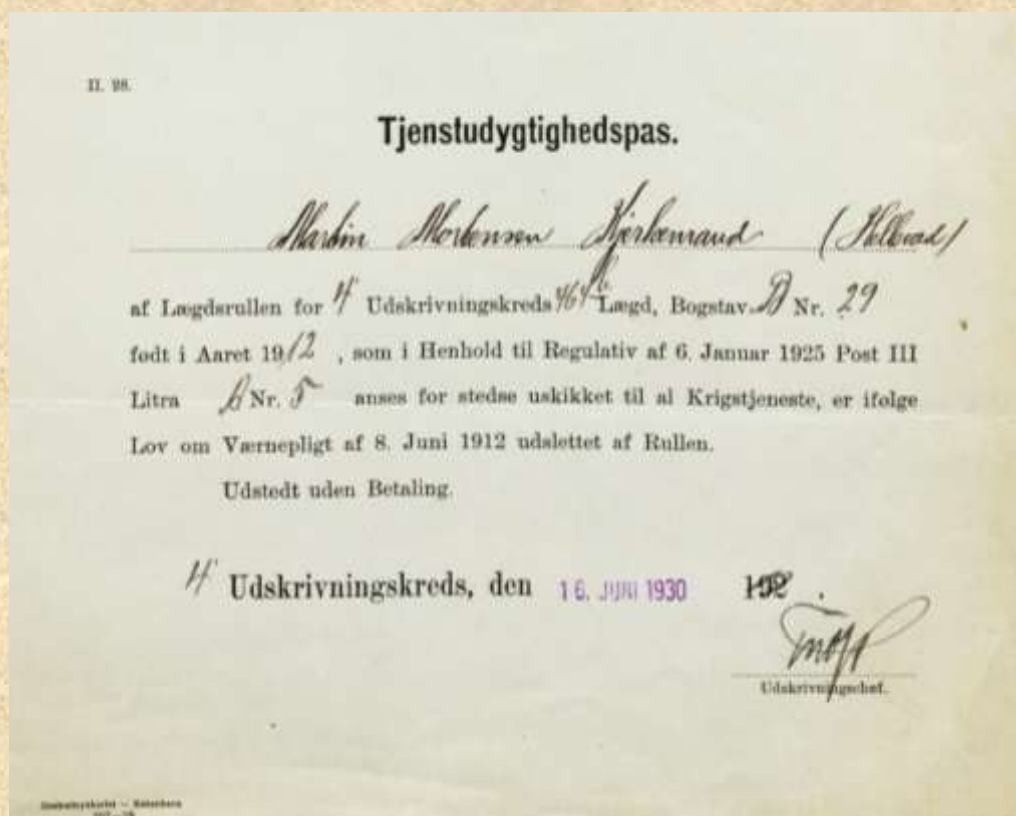 II. 28.
Tjenstudygtighedspas.
Martin Mortensen (Hellevad)
af Lægdsrullen for 4 Udskrivningskreds 464 Lægd, Bogstav B Nr. 29
født i Aaret 1912, som i Henhold til Regulativ af 6. Januar 1925 Post III
Litra B Nr. 5 anses for stedse uskikket til al Krigstjeneste, er ifølge
Lov om Værnepligt af 8. Juni 1912 udslettet af Rullen.
Udstedt uden Betaling.
4 Udskrivningskreds, den 16. JUNI 1930 192 .
Udskrivningschef.